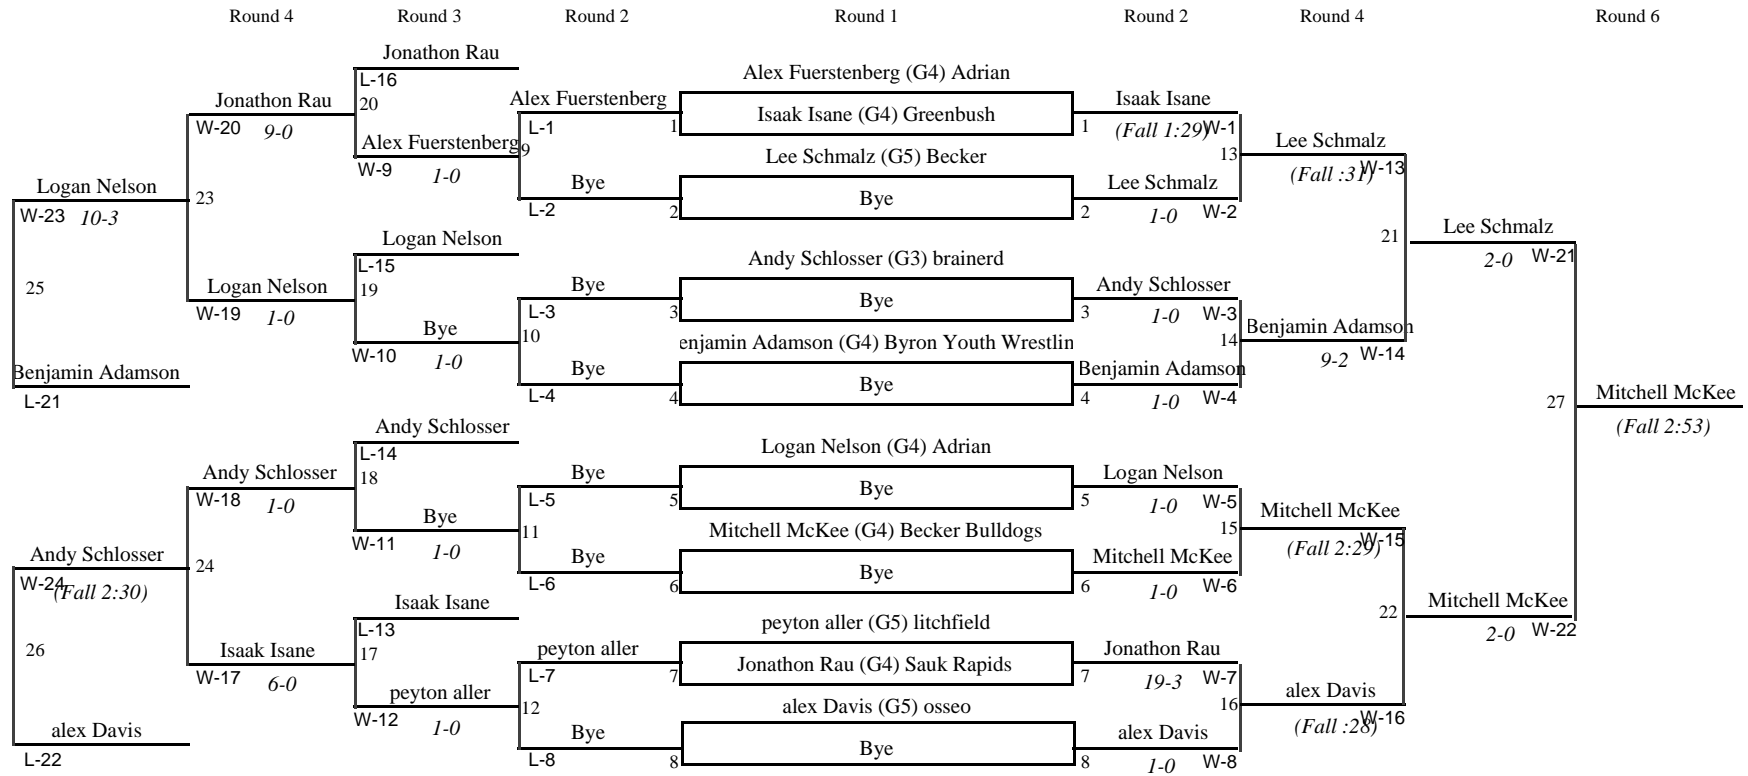 Round 4 Round 3 Round 2 Round 1 Round 2 Round 4 Round 6
Jonathon Rau
L-16
20
Jonathon Rau
W-20 9-0
Alex Fuerstenberg
W-9 1-0
Alex Fuerstenberg
L-1
9
Bye
L-2
Logan Nelson
W-23 10-3
23
Logan Nelson
L-15
19
Logan Nelson
W-19 1-0
25
Bye
W-10 1-0
Bye
L-3
10
Bye
L-4
Benjamin Adamson
L-21
Andy Schlosser
L-14
18
Andy Schlosser
W-18 1-0
Bye
W-11 1-0
Bye
L-5
11
Bye
L-6
Andy Schlosser
W-24 (Fall 2:30)
24
26
Isaak Isane
L-13
17
Isaak Isane
W-17 6-0
peyton aller
W-12 1-0
peyton aller
L-7
12
Bye
L-8
alex Davis
L-22
Alex Fuerstenberg (G4) Adrian
1 Isaak Isane (G4) Greenbush 1
Lee Schmalz (G5) Becker
2 Bye 2
Andy Schlosser (G3) brainerd
3 Bye 3
enjamin Adamson (G4) Byron Youth Wrestlin
4 Bye 4
Logan Nelson (G4) Adrian
5 Bye 5
Mitchell McKee (G4) Becker Bulldogs
6 Bye 6
peyton aller (G5) litchfield
7 Jonathon Rau (G4) Sauk Rapids 7
alex Davis (G5) osseo
8 Bye 8
Isaak Isane
(Fall 1:29) W-1
13
Lee Schmalz
1-0 W-2
Lee Schmalz
(Fall :31) W-13
Andy Schlosser
1-0 W-3
14
Benjamin Adamson
1-0 W-4
Benjamin Adamson
9-2 W-14
21
Lee Schmalz
2-0 W-21
Logan Nelson
1-0 W-5
15
Mitchell McKee
1-0 W-6
Mitchell McKee
(Fall 2:29) W-15
Jonathon Rau
19-3 W-7
16
alex Davis
1-0 W-8
alex Davis
(Fall :28) W-16
22
Mitchell McKee
2-0 W-22
27
Mitchell McKee
(Fall 2:53)